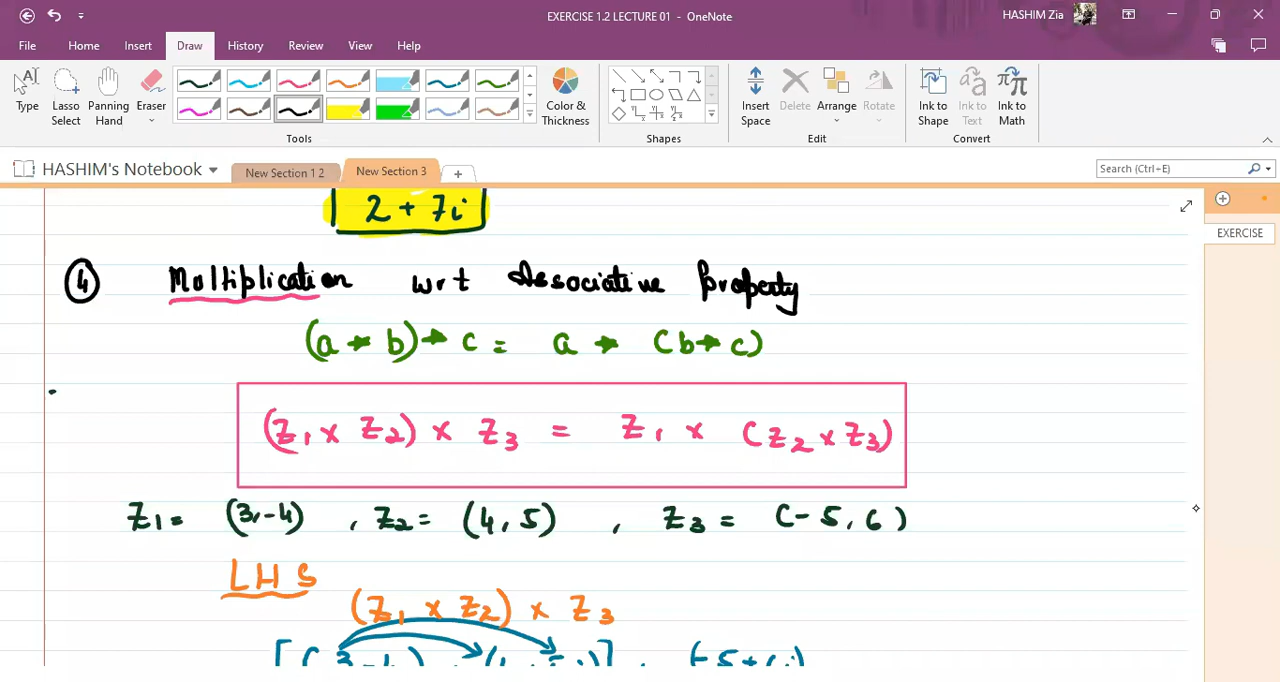 EXERCISE 1.2 LECTURE 01 - OneNote
HASHIM Zia
File Home Insert Draw History Review View Help
Type Lasso Select Panning Hand Eraser Color & Thickness Insert Space Delete Arrange Rotate Ink to Shape Ink to Text Ink to Math
Tools Shapes Edit Convert
HASHIM's Notebook New Section 1 2 New Section 3 Search (Ctrl+E)
2 + 7i
EXERCISE
4 Multiplication wrt Associative Property
(a * b) * c = a * (b * c)
(Z1 x Z2) x Z3 = Z1 x (Z2 x Z3)
Z1 = (3, -4) , Z2 = (4, 5) , Z3 = (-5, 6)
LHS
(Z1 x Z2) x Z3